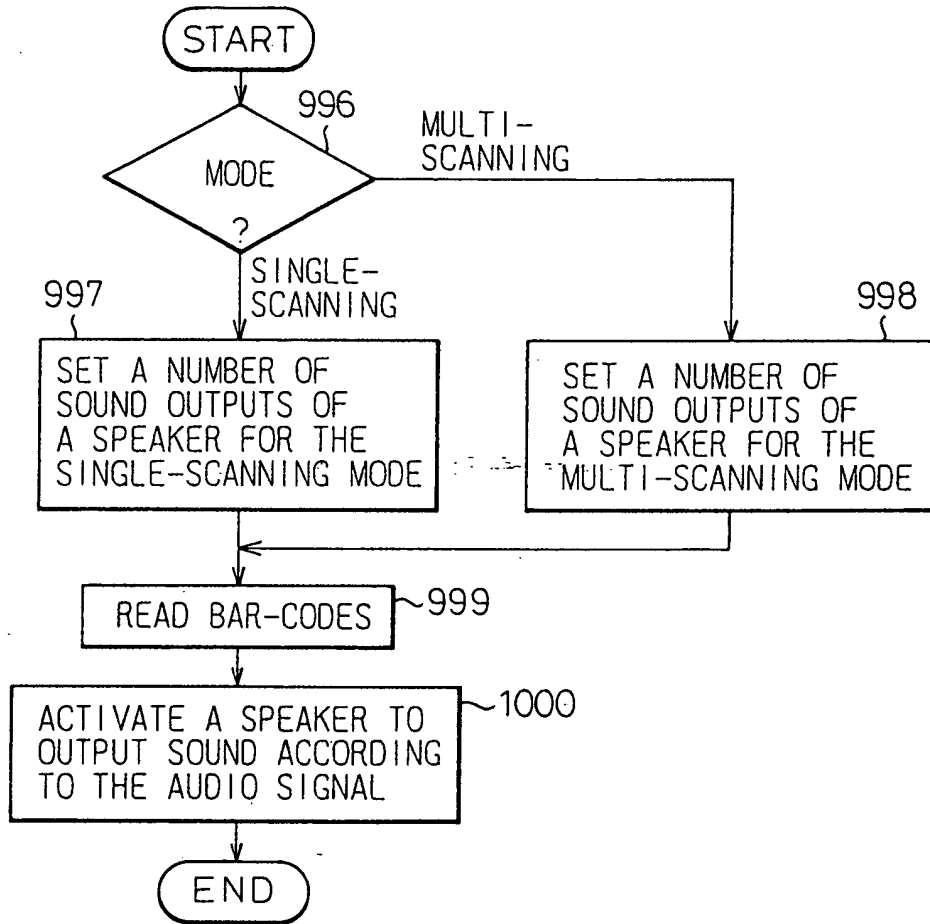 START
996
MULTI-
SCANNING
MODE
?
SINGLE-
SCANNING
997
998
SET A NUMBER OF
SOUND OUTPUTS OF
A SPEAKER FOR THE
SINGLE-SCANNING MODE
SET A NUMBER OF
SOUND OUTPUTS OF
A SPEAKER FOR THE
MULTI-SCANNING MODE
READ BAR-CODES
999
ACTIVATE A SPEAKER TO
OUTPUT SOUND ACCORDING
TO THE AUDIO SIGNAL
1000
END